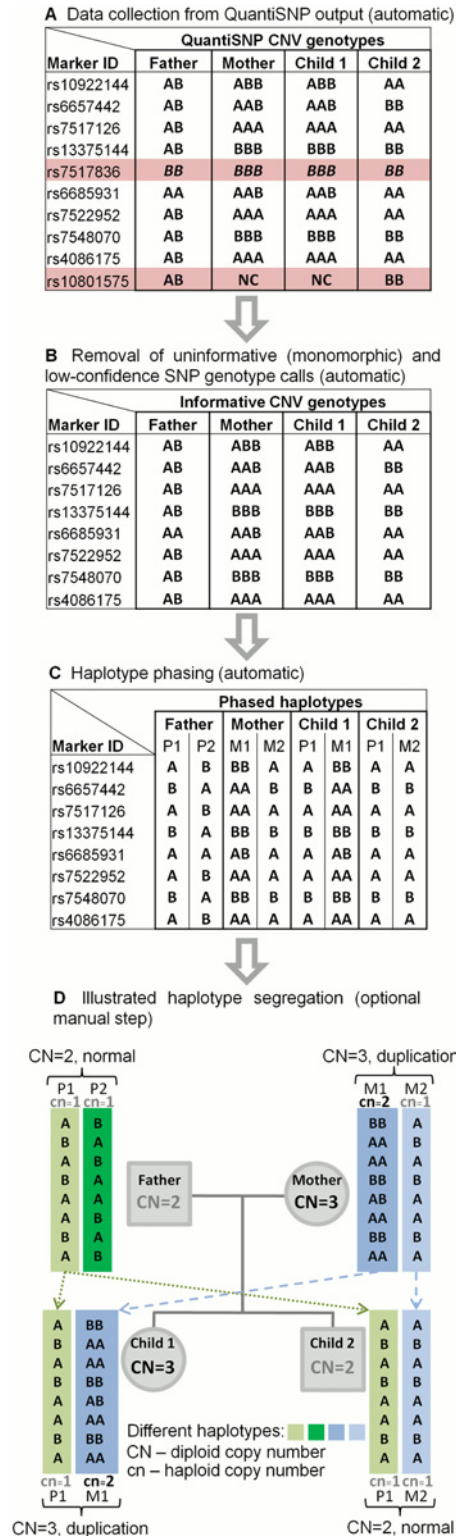 A Data collection from QuantiSNP output (automatic)
QuantiSNP CNV genotypes
Marker ID Father Mother Child 1 Child 2
rs10922144 AB ABB ABB AA
rs6657442 AB AAB AAB BB
rs7517126 AB AAA AAA AA
rs13375144 AB BBB BBB BB
rs7517836 BB BBB BBB BB
rs6685931 AA AAB AAB AA
rs7522952 AB AAA AAA AA
rs7548070 AB BBB BBB BB
rs4086175 AB AAA AAA AA
rs10801575 AB NC NC BB
B Removal of uninformative (monomorphic) and
low-confidence SNP genotype calls (automatic)
Informative CNV genotypes
Marker ID Father Mother Child 1 Child 2
rs10922144 AB ABB ABB AA
rs6657442 AB AAB AAB BB
rs7517126 AB AAA AAA AA
rs13375144 AB BBB BBB BB
rs6685931 AA AAB AAB AA
rs7522952 AB AAA AAA AA
rs7548070 AB BBB BBB BB
rs4086175 AB AAA AAA AA
C Haplotype phasing (automatic)
Phased haplotypes
Father Mother Child 1 Child 2
Marker ID P1 P2 M1 M2 P1 M1 P1 M2
rs10922144 A B BB A A BB A A
rs6657442 B A AA B B AA B B
rs7517126 A B AA A A AA A A
rs13375144 B A BB B B BB B B
rs6685931 A A AB A A AB A A
rs7522952 A B AA A A AA A A
rs7548070 B A BB B B BB B B
rs4086175 A B AA A A AA A A
D Illustrated haplotype segregation (optional
manual step)
CN=2, normal
P1 P2
cn=1 cn=1
A B
B A
A B
B A
A A
A B
B A
A B
CN=3, duplication
M1 M2
cn=2 cn=1
BB A
AA B
AA A
BB B
AB A
AA A
BB B
AA A
Father
CN=2
Mother
CN=3
A BB
B AA
A AA
B BB
A AB
A AA
B BB
A AA
cn=1 cn=2
P1 M1
CN=3, duplication
Child 1
CN=3
Child 2
CN=2
Different haplotypes:
CN – diploid copy number
cn – haploid copy number
A A
B B
A A
B B
A A
A A
B B
A A
cn=1 cn=1
P1 M2
CN=2, normal